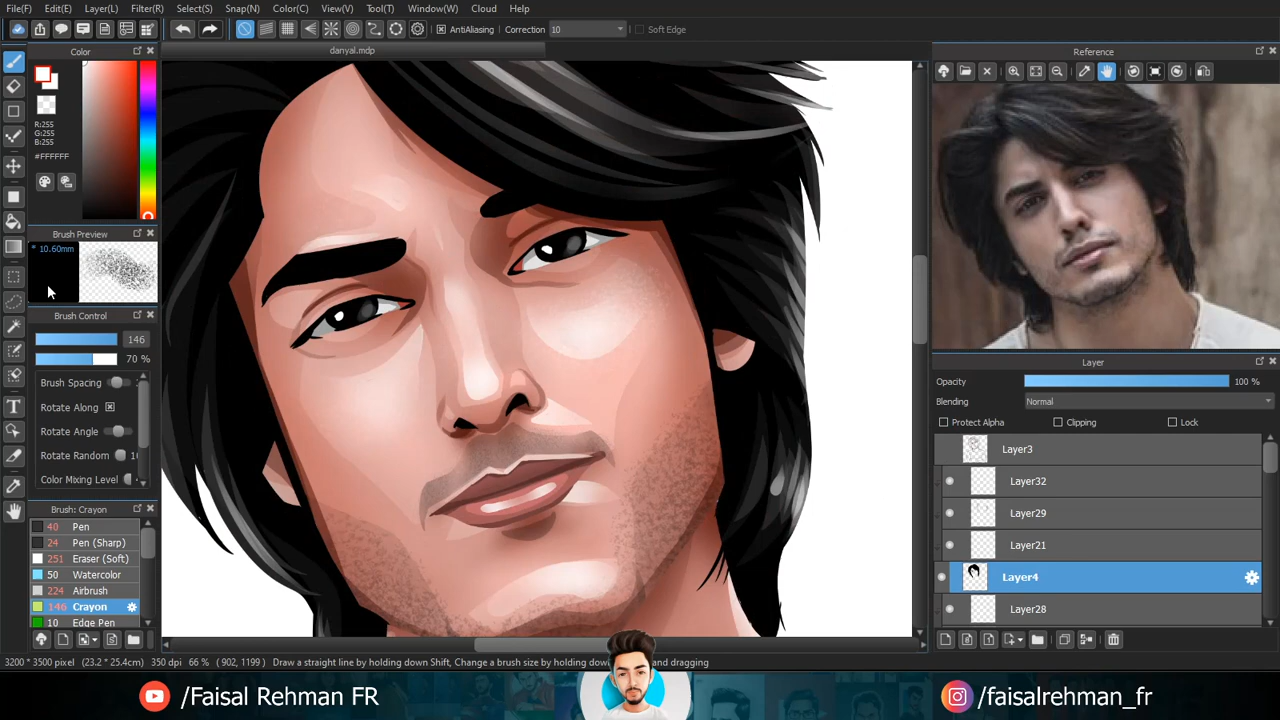 File(F) Edit(E) Layer(L) Filter(R) Select(S) Snap(N) Color(C) View(V) Tool(T) Window(W) Cloud Help
AntiAliasing Correction 10 Soft Edge
danyal.mdp
Color
R:255
G:255
B:255
#FFFFFF
Brush Preview
* 10.60mm
Brush Control
146
70 %
Brush Spacing
Rotate Along
Rotate Angle
Rotate Random
Color Mixing Level
Brush: Crayon
40 Pen
24 Pen (Sharp)
251 Eraser (Soft)
50 Watercolor
224 Airbrush
146 Crayon
10 Edge Pen
Reference
Layer
Opacity 100 %
Blending Normal
Protect Alpha Clipping Lock
Layer3
Layer32
Layer29
Layer21
Layer4
Layer28
3200 * 3500 pixel (23.2 * 25.4cm) 350 dpi 66 % ( 902, 1199 ) Draw a straight line by holding down Shift, Change a brush size by holding and dragging
/Faisal Rehman FR
/faisalrehman_fr